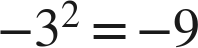 −3² = −9